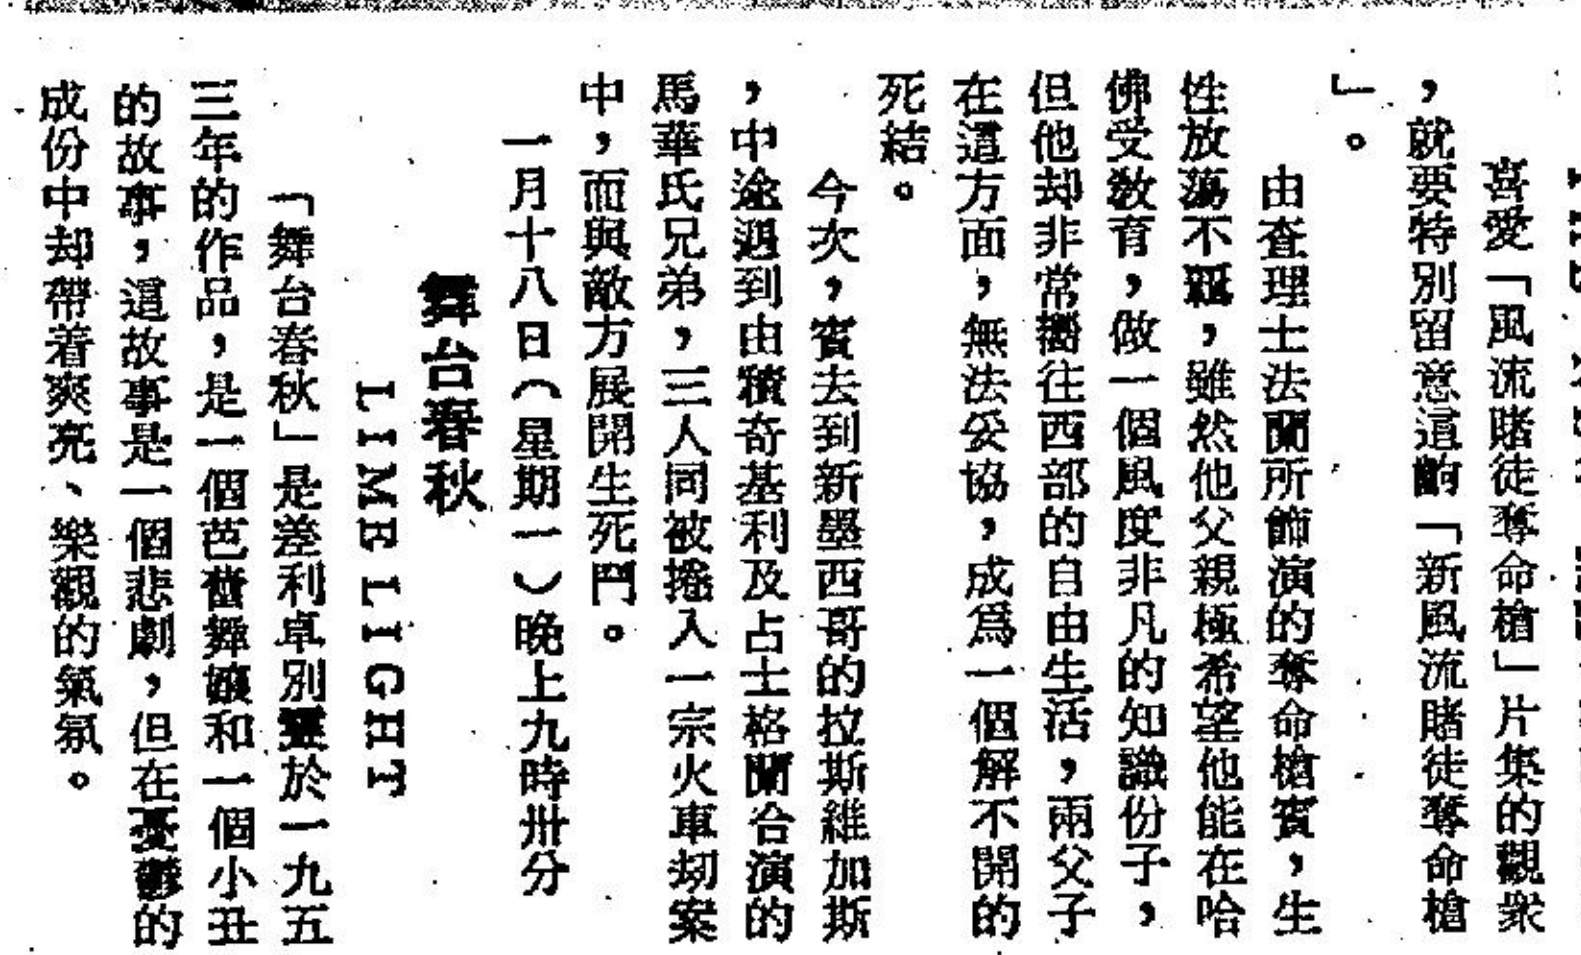 喜愛「風流賭徒奪命槍」片集的觀眾
，就要特別留意這齣「新風流賭徒奪命槍
」。
由查理士法蘭所飾演的奪命槍賓，生
性放蕩不羈，雖然他父親極希望他能在哈
佛受敎育，做一個風度非凡的知識份子，
但他却非常嚮往西部的自由生活，兩父子
在這方面，無法妥協，成爲一個解不開的
死結。
今次，賓去到新墨西哥的拉斯維加斯
，中途遇到由積奇基利及占士格蘭合演的
馬華氏兄弟，三人同被捲入一宗火車刧案
中，而與敵方展開生死鬥。
一月十八日（星期一）晚上九時卅分
舞台春秋
LIME LIGHT
「舞台春秋」是差利卓別靈於一九五
三年的作品，是一個芭蕾舞孃和一個小丑
的故事，這故事是一個悲劇，但在憂鬱的
成份中却帶着爽亮、樂觀的氣氛。